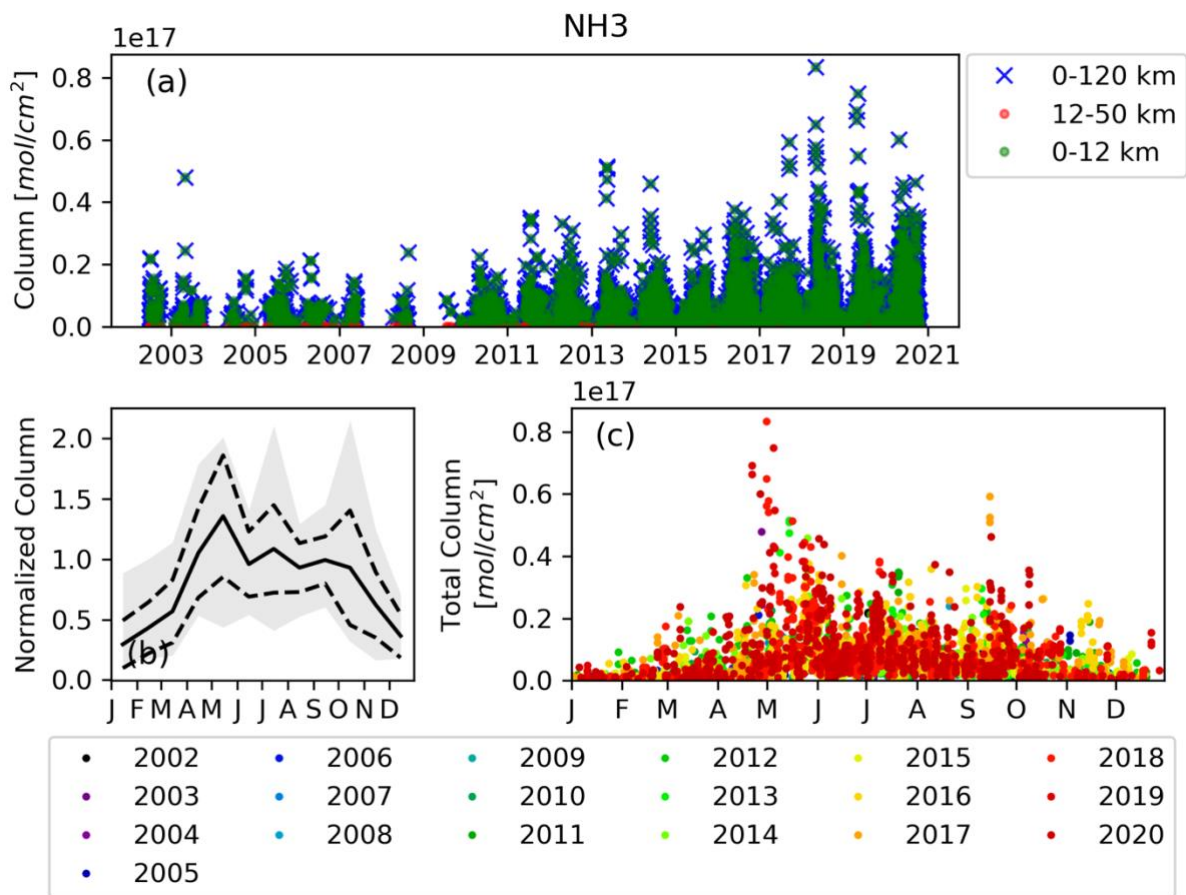 NH3
1e17
(a)
Column [mol/cm²]
0.8
0.6
0.4
0.2
0.0
2003 2005 2007 2009 2011 2013 2015 2017 2019 2021
0-120 km
12-50 km
0-12 km
Normalized Column
2.0
1.5
1.0
0.5
0.0
(b)
J F M A M J J A S O N D
1e17
(c)
Total Column
[mol/cm²]
0.8
0.6
0.4
0.2
0.0
J F M A M J J A S O N D
2002 2006 2009 2012 2015 2018
2003 2007 2010 2013 2016 2019
2004 2008 2011 2014 2017 2020
2005